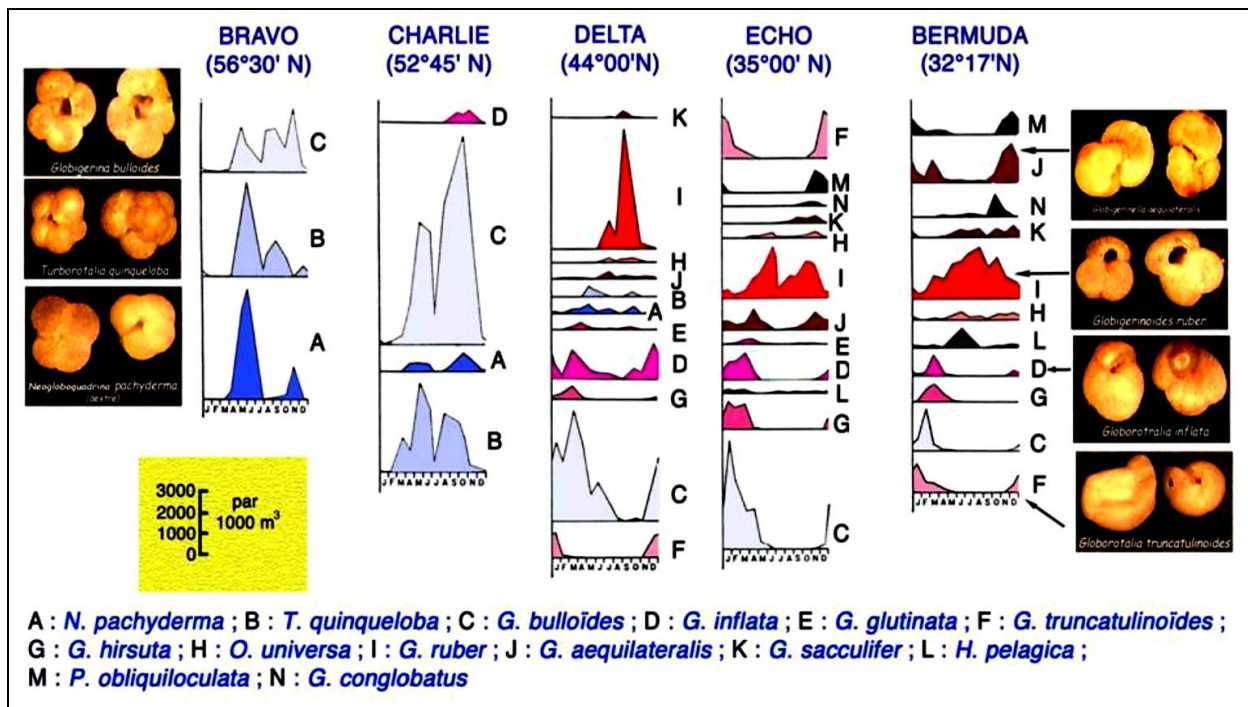 BRAVO
(56°30' N)
CHARLIE
(52°45' N)
DELTA
(44°00'N)
ECHO
(35°00' N)
BERMUDA
(32°17'N)
Globigerina bulloides
Turborotalia quinqueloba
Neogloboquadrina pachyderma
(dextre)
C
B
A
J F M A M J J A S O N D
D
C
A
B
J F M A M J J A S O N D
K
I
H
J
B
A
E
D
G
C
F
J F M A M J J A S O N D
F
M
N
K
H
I
J
E
D
L
G
C
J F M A M J J A S O N D
M
J
N
K
I
H
L
D
G
C
F
J F M A M J J A S O N D
Globigerinella aequilateralis
Globigerinoides ruber
Globorotralia inflata
Globorotalia truncatulinoides
3000
2000
1000
0
par
1000 m³
A : N. pachyderma ; B : T. quinqueloba ; C : G. bulloïdes ; D : G. inflata ; E : G. glutinata ; F : G. truncatulinoïdes ;
G : G. hirsuta ; H : O. universa ; I : G. ruber ; J : G. aequilateralis ; K : G. sacculifer ; L : H. pelagica ;
M : P. obliquiloculata ; N : G. conglobatus